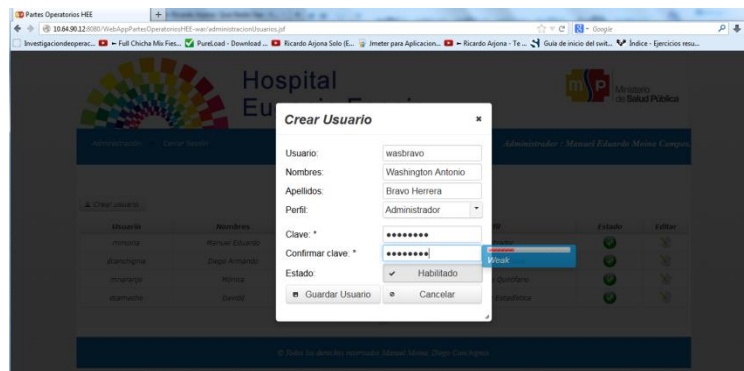 Partes Operatorios HEE
10.64.90.12:8080/WebAppPartesOperatoriosHEE-war/administracionUsuarios.jsf
Google
Investigaciondeoperac... ← Full Chicha Mix Fies... PureLoad - Download ... Ricardo Arjona Solo (E... Jmeter para Aplicacion... ← Ricardo Arjona - Te ... Guia de inicio del swit... Índice - Ejercicios resu...
Hospital
Ministerio
de Salud Pública
Administración Cerrar Sesión Administrador : Manuel Eduardo Moina Campos
Crear Usuario
Usuario: wasbravo
Nombres: Washington Antonio
Apellidos: Bravo Herrera
Perfil: Administrador
Clave: * ●●●●●●●●
Confirmar clave: * ●●●●●●●●
Weak
Estado: Habilitado
Guardar Usuario Cancelar
Crear usuario
Usuario Nombres Estado Editar
mmoina Manuel Eduardo
Diego Armando
Mónica
David